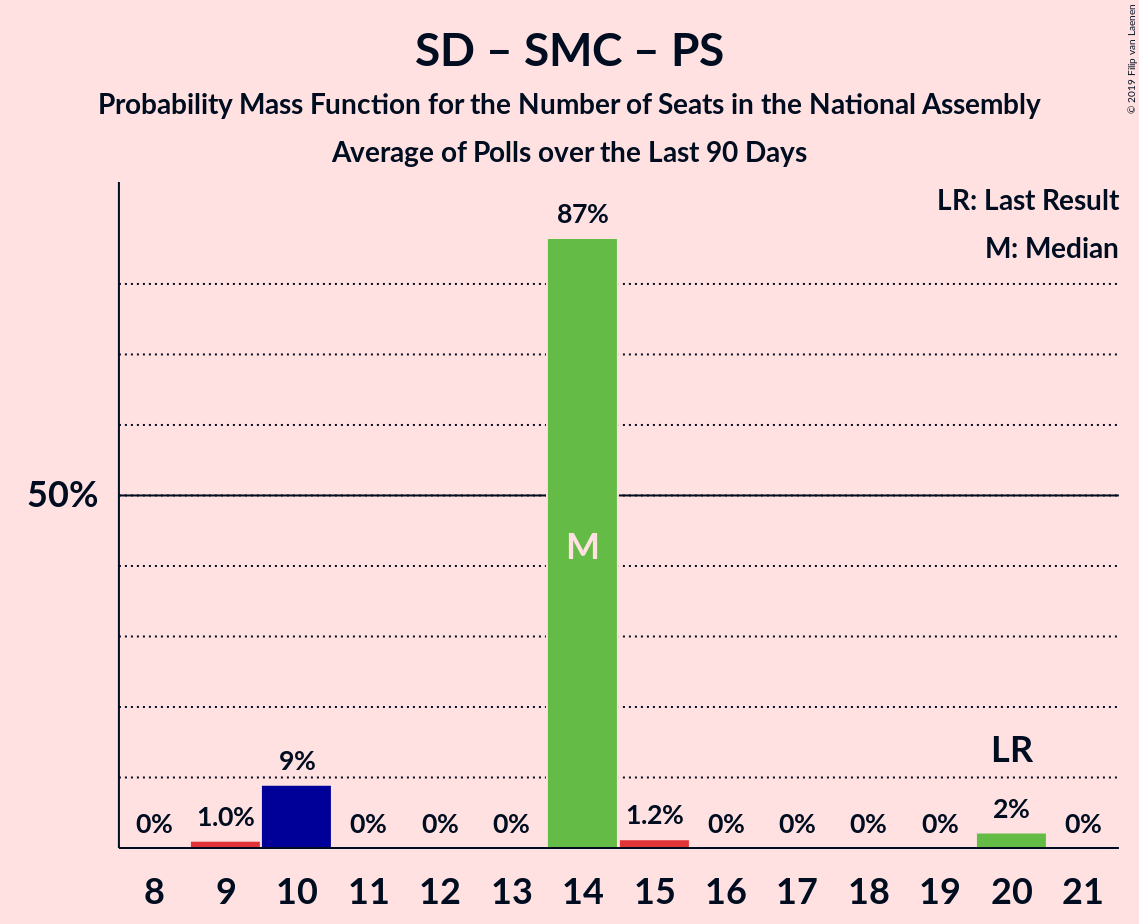 SD – SMC – PS
Probability Mass Function for the Number of Seats in the National Assembly
Average of Polls over the Last 90 Days
© 2019 Filip van Laenen
LR: Last Result
M: Median
87%
50%
M
LR
9%
0%
1.0%
0%
0%
0%
1.2%
0%
0%
0%
0%
2%
0%
8 9 10 11 12 13 14 15 16 17 18 19 20 21